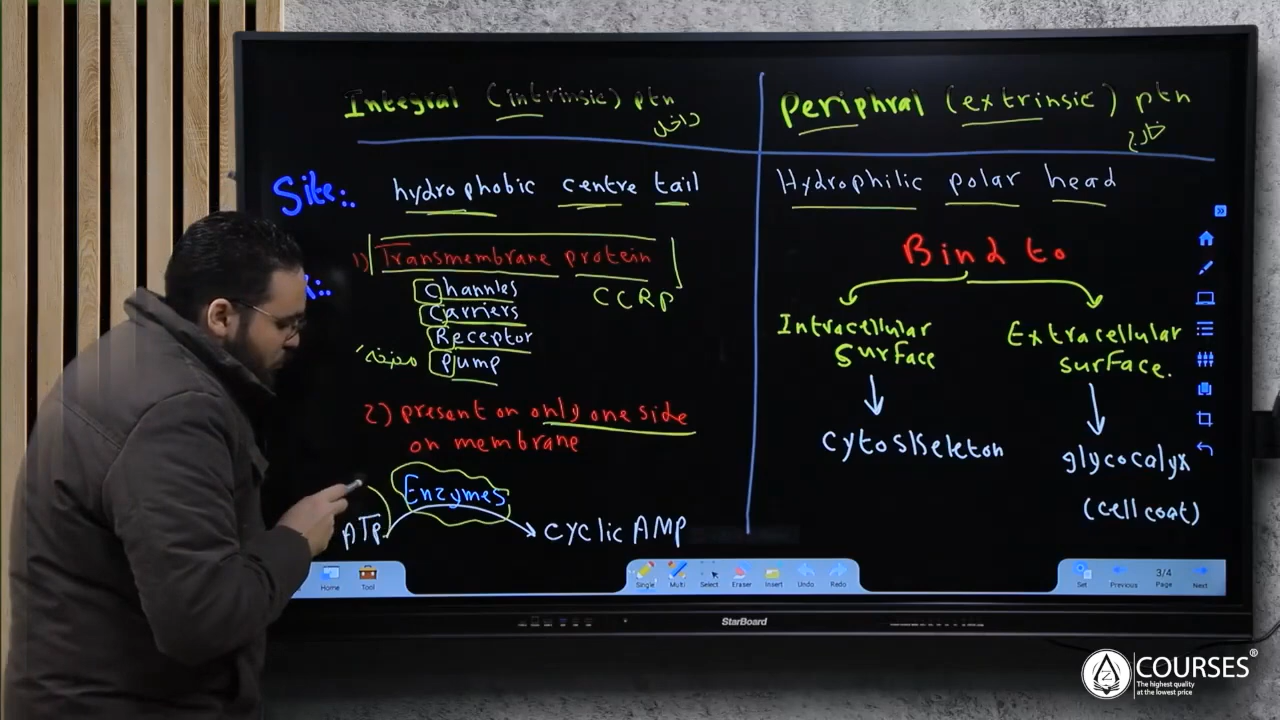 Integral (intrinsic) ptn
داخل
Site:.
hydrophobic centre tail
1) Transmembrane protein
Channles
CCRP
Carriers
Receptor
Pump
مضخة
2) present on only one side
on membrane
Enzymes
ATP
cyclic AMP
Periphral (extrinsic) ptn
خارج
Hydrophilic polar head
Bind to
Intracellular
surface
cytoskeleton
Extracellular
surface.
glycocalyx
(cell coat)
Home
Tool
Single
Multi
Select
Eraser
Insert
Undo
Redo
Set
Previous
3/4
Page
Next
StarBoard
COURSES®
The highest quality
at the lowest price